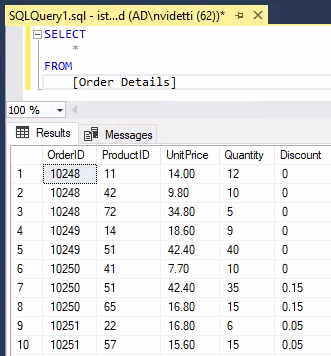 SQLQuery1.sql - ist...d (AD\nvidetti (62))*
SELECT
*
FROM
[Order Details]
100 %
Results Messages
OrderID ProductID UnitPrice Quantity Discount
1 10248 11 14.00 12 0
2 10248 42 9.80 10 0
3 10248 72 34.80 5 0
4 10249 14 18.60 9 0
5 10249 51 42.40 40 0
6 10250 41 7.70 10 0
7 10250 51 42.40 35 0.15
8 10250 65 16.80 15 0.15
9 10251 22 16.80 6 0.05
10 10251 57 15.60 15 0.05